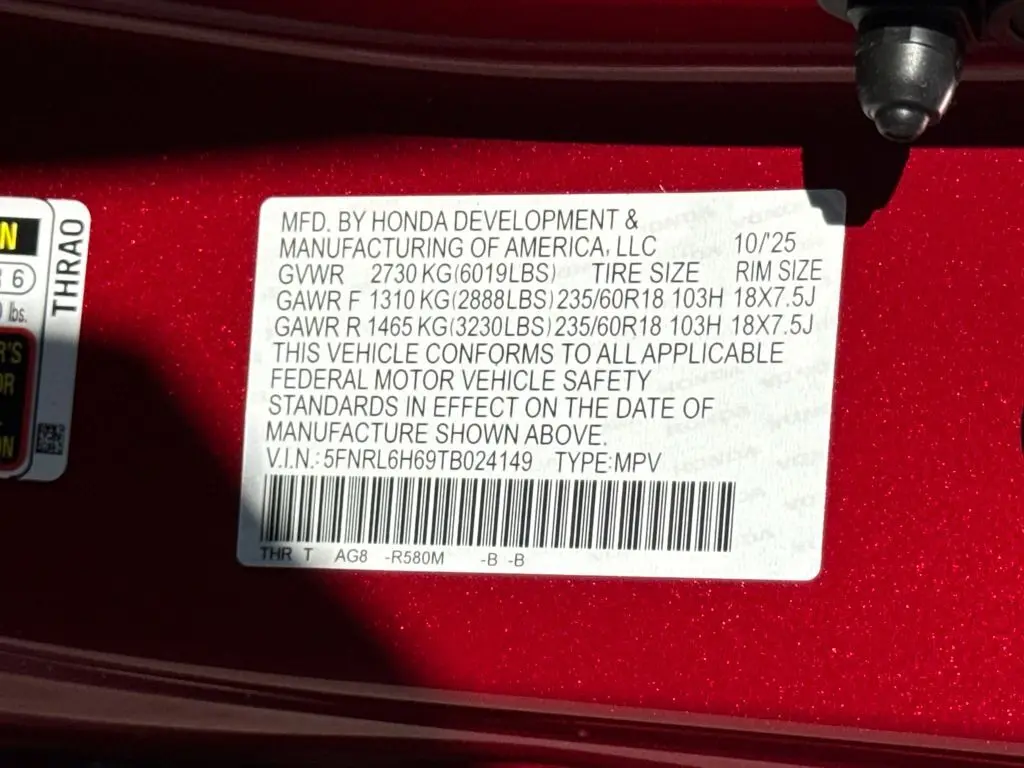 MFD. BY HONDA DEVELOPMENT &
MANUFACTURING OF AMERICA, LLC 10/'25
GVWR 2730 KG(6019LBS) TIRE SIZE RIM SIZE
GAWR F 1310 KG(2888LBS) 235/60R18 103H 18X7.5J
GAWR R 1465 KG(3230LBS) 235/60R18 103H 18X7.5J
THIS VEHICLE CONFORMS TO ALL APPLICABLE
FEDERAL MOTOR VEHICLE SAFETY
STANDARDS IN EFFECT ON THE DATE OF
MANUFACTURE SHOWN ABOVE.
V.I.N.: 5FNRL6H69TB024149 TYPE:MPV
THR T AG8 -R580M -B -B
THRA0
lbs.